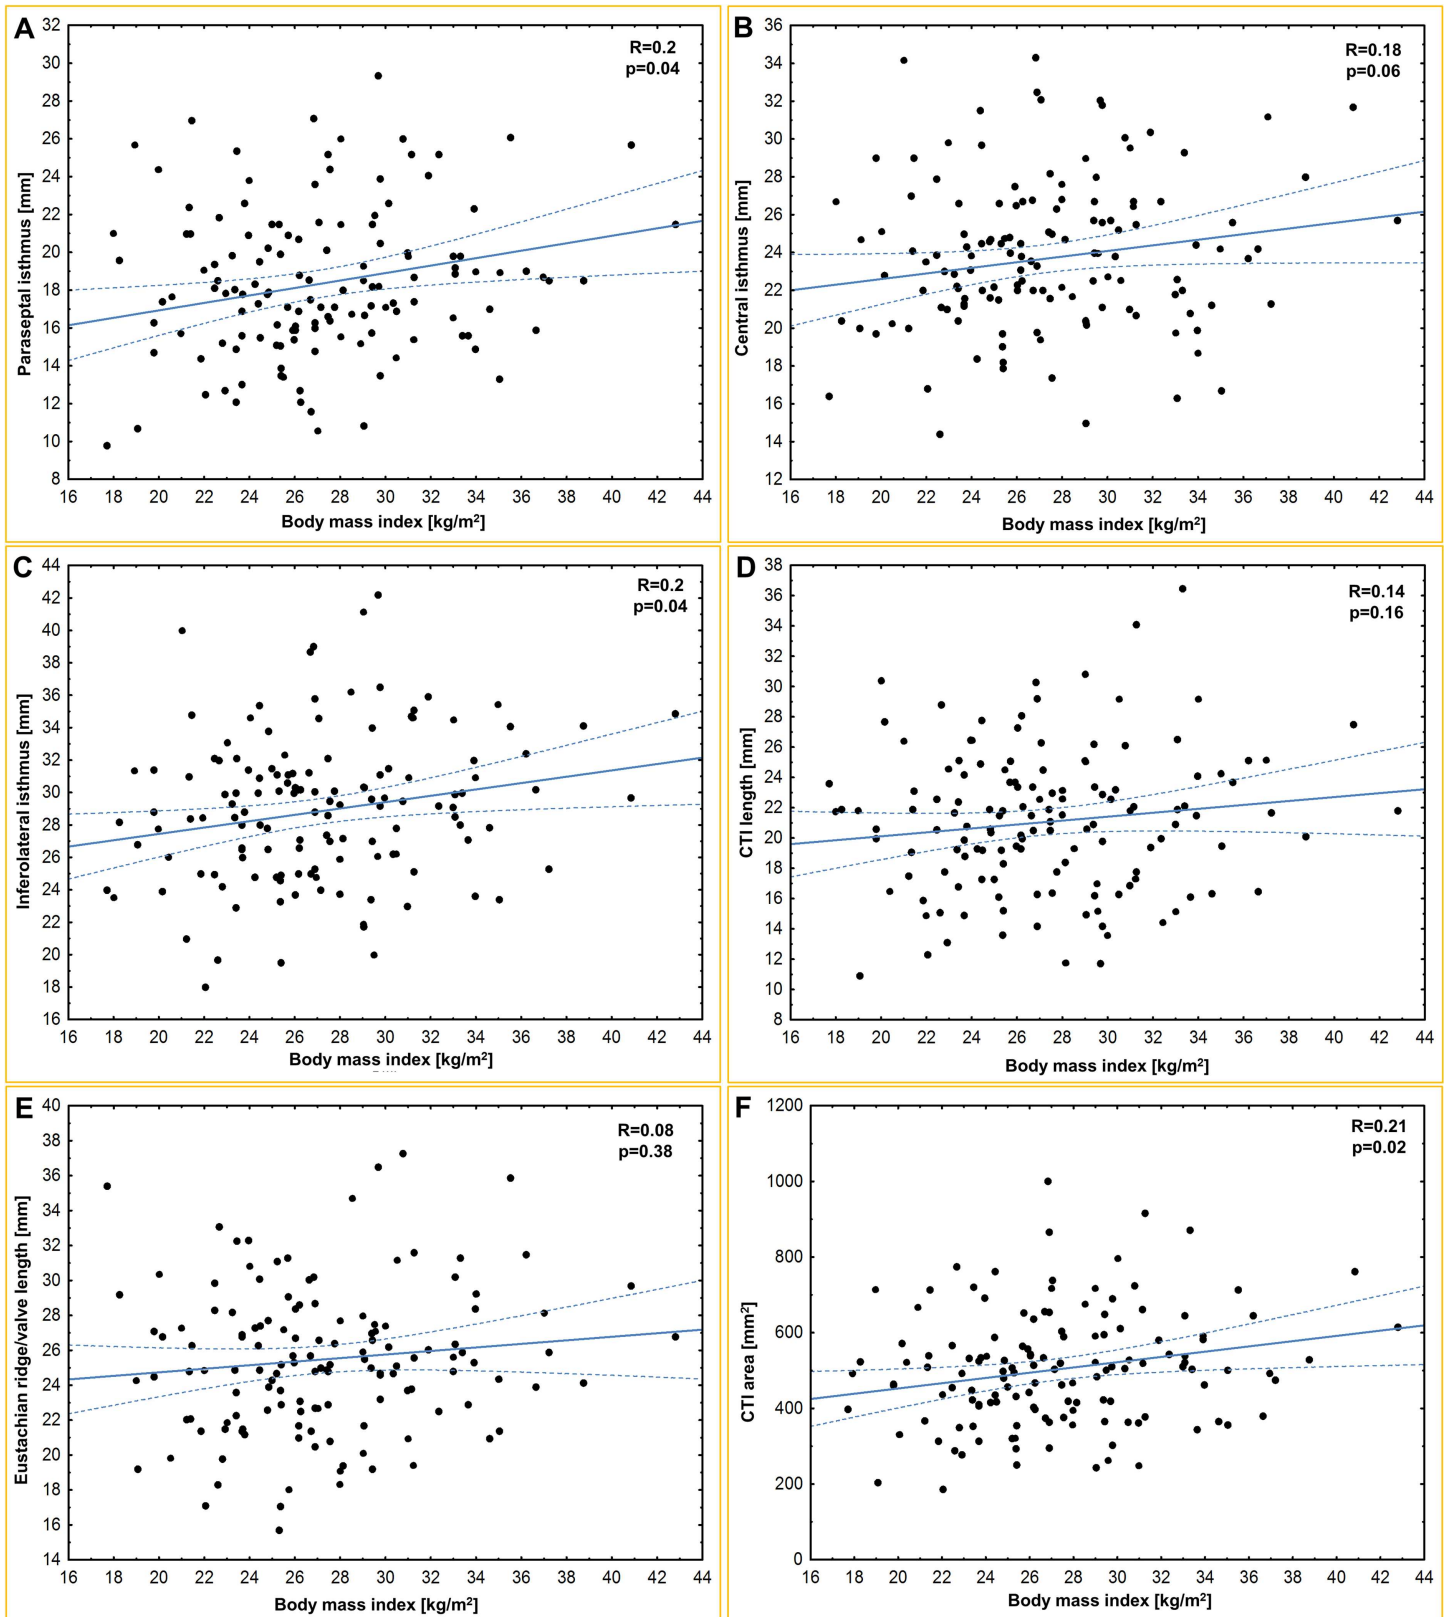 A
R=0.2
p=0.04
32
30
28
26
24
22
20
18
16
14
12
10
8
Paraseptal isthmus [mm]
16 18 20 22 24 26 28 30 32 34 36 38 40 42 44
Body mass index [kg/m²]
B
R=0.18
p=0.06
36
34
32
30
28
26
24
22
20
18
16
14
12
Central isthmus [mm]
16 18 20 22 24 26 28 30 32 34 36 38 40 42 44
Body mass index [kg/m²]
C
R=0.2
p=0.04
44
42
40
38
36
34
32
30
28
26
24
22
20
18
16
Inferolateral isthmus [mm]
16 18 20 22 24 26 28 30 32 34 36 38 40 42 44
Body mass index [kg/m²]
D
R=0.14
p=0.16
38
36
34
32
30
28
26
24
22
20
18
16
14
12
10
8
CTI length [mm]
16 18 20 22 24 26 28 30 32 34 36 38 40 42 44
Body mass index [kg/m²]
E
R=0.08
p=0.38
40
38
36
34
32
30
28
26
24
22
20
18
16
14
Eustachian ridge/valve length [mm]
16 18 20 22 24 26 28 30 32 34 36 38 40 42 44
Body mass index [kg/m²]
F
R=0.21
p=0.02
1200
1000
800
600
400
200
0
CTI area [mm²]
16 18 20 22 24 26 28 30 32 34 36 38 40 42 44
Body mass index [kg/m²]